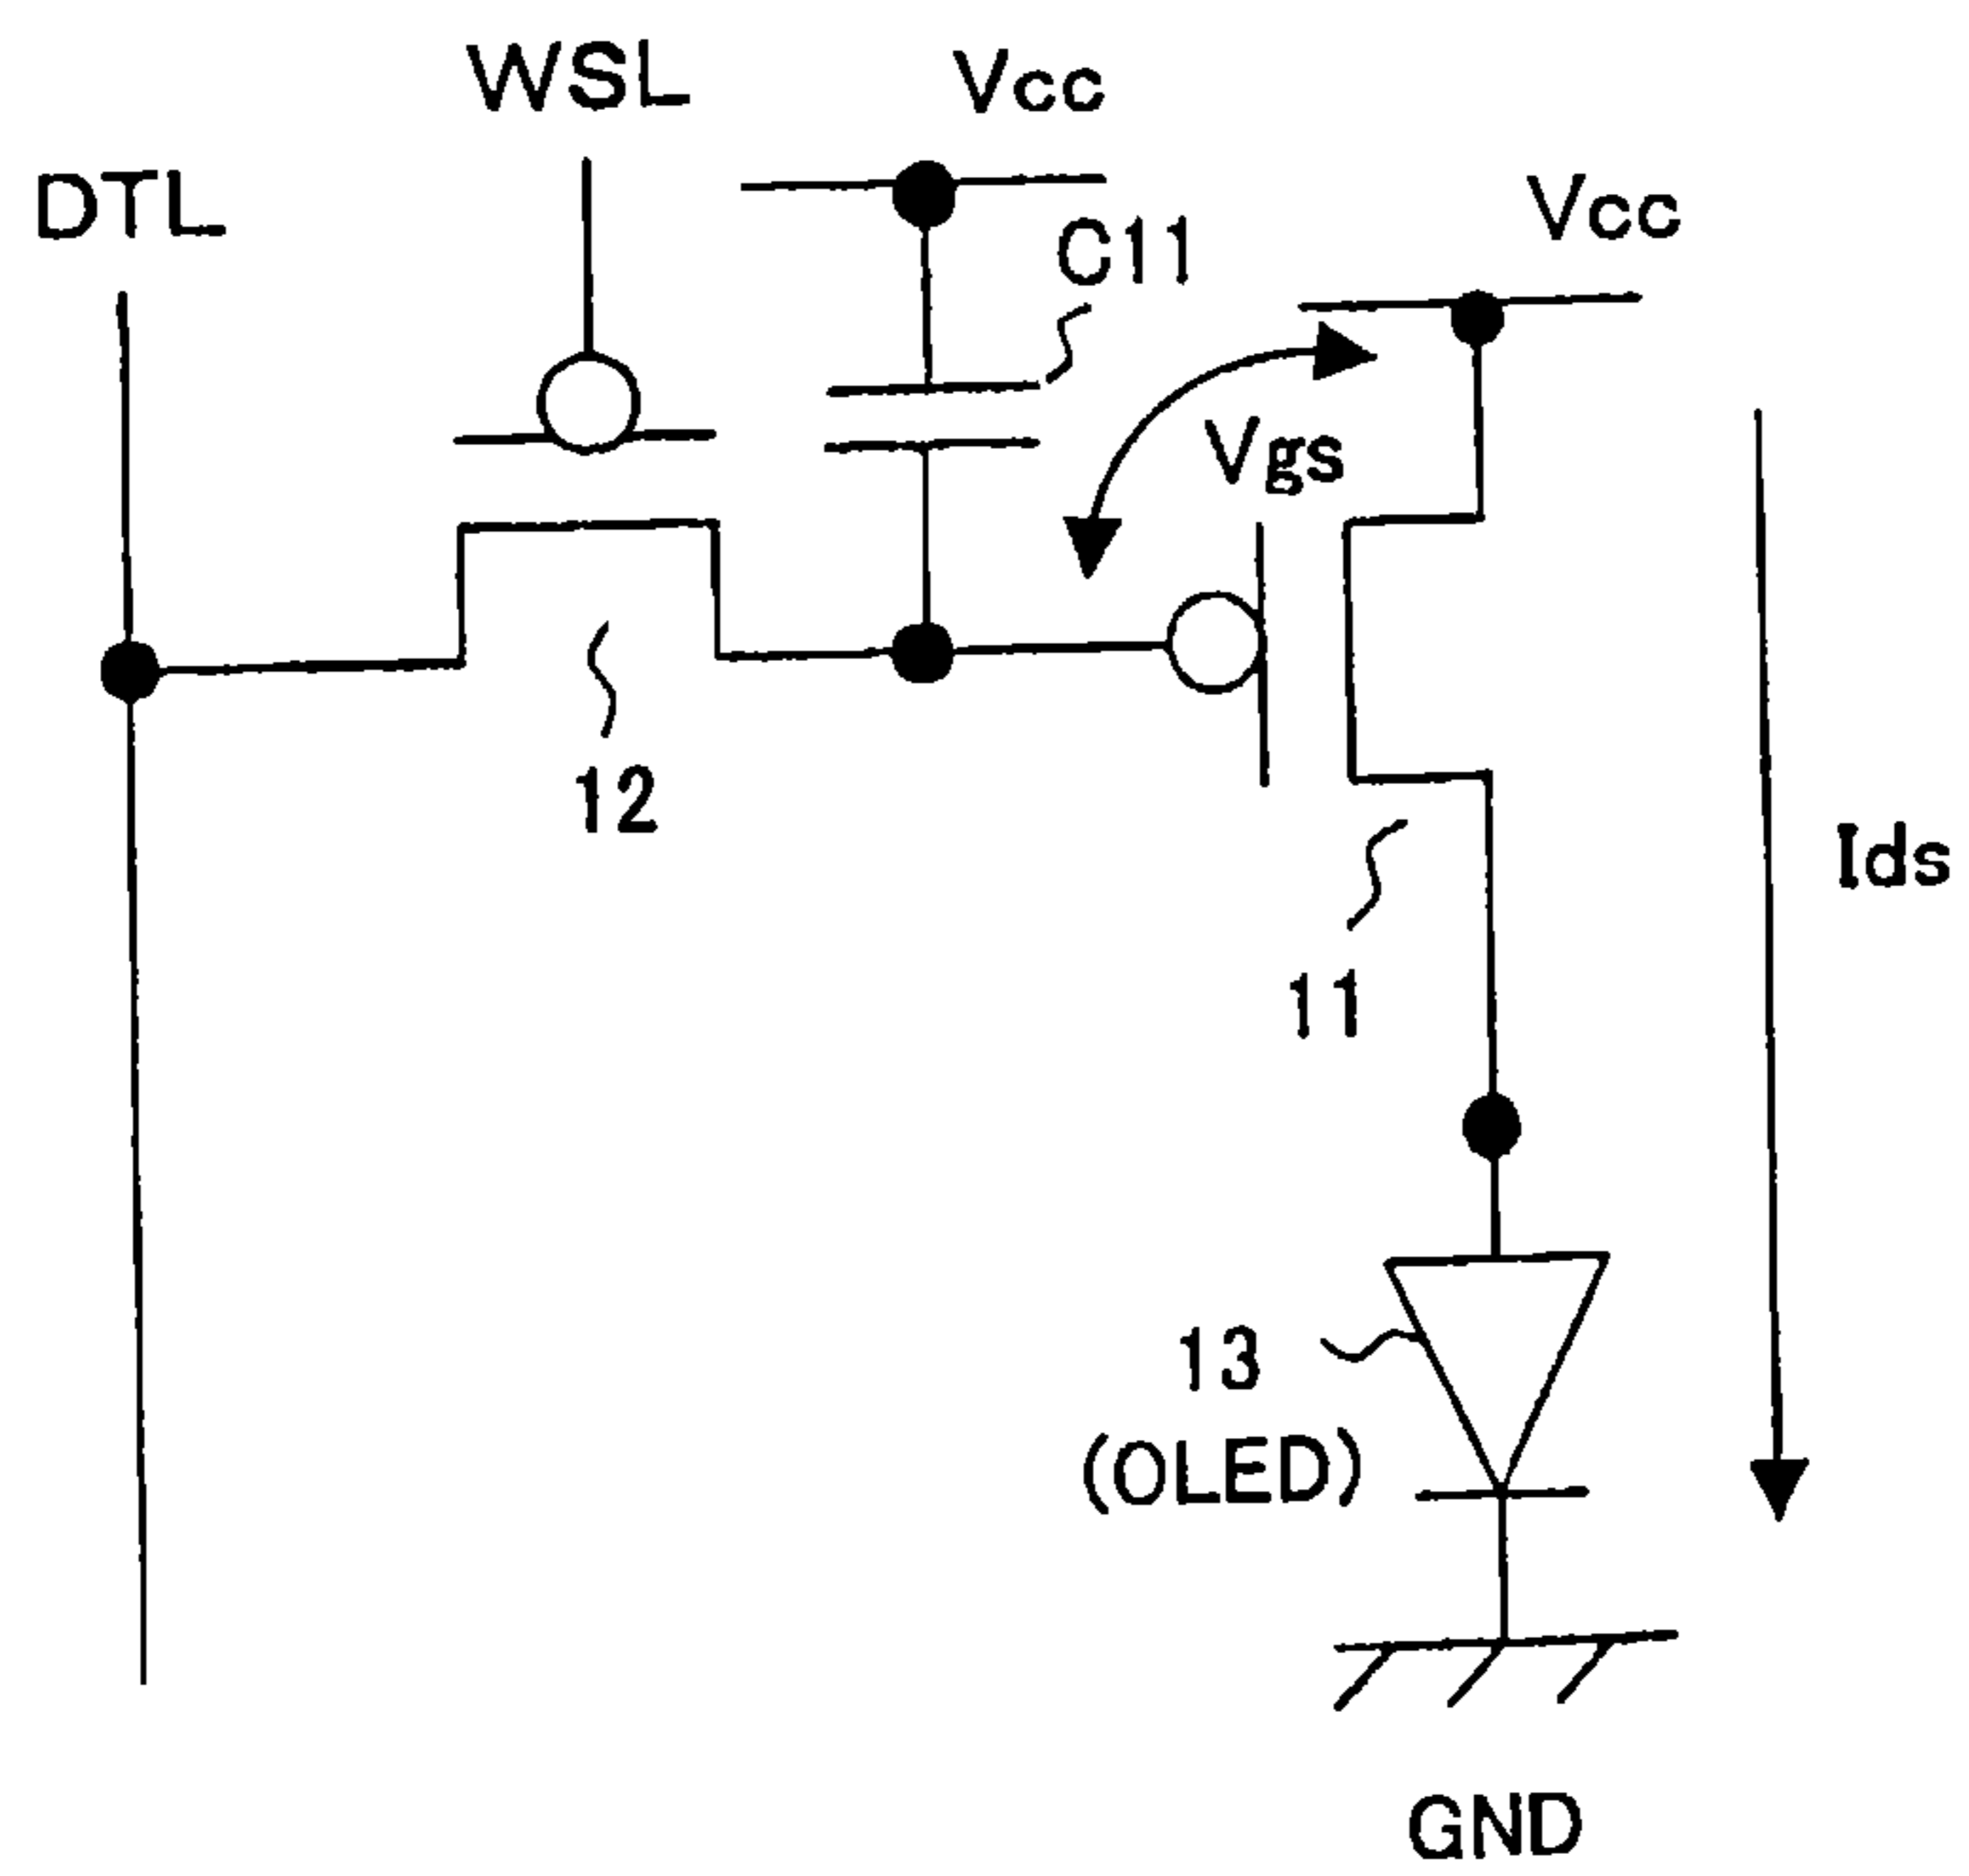 WSL
Vcc
DTL
Vcc
C11
Vgs
12
Ids
11
13
(OLED)
GND